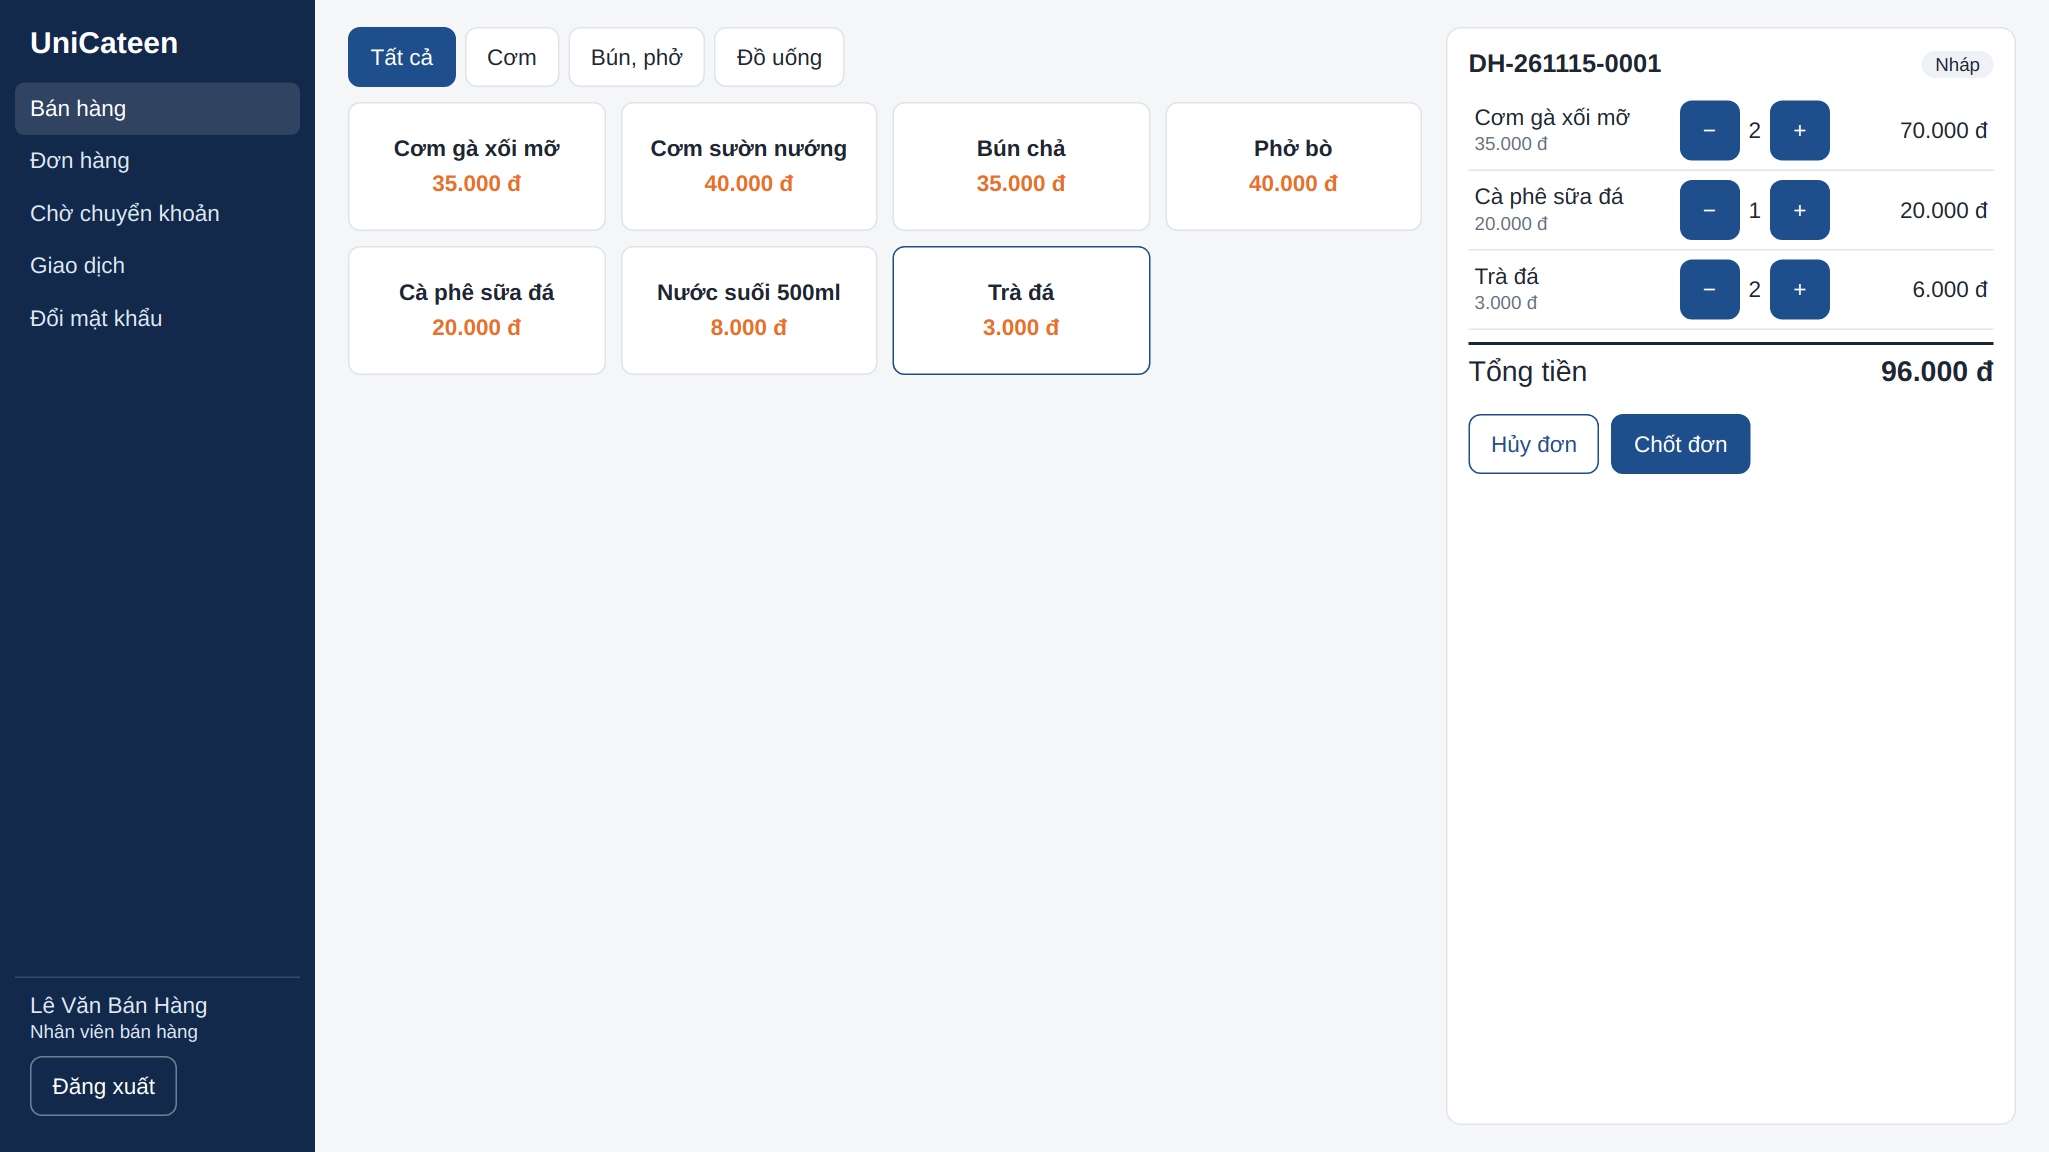 UniCateen
Bán hàng
Đơn hàng
Chờ chuyển khoản
Giao dịch
Đổi mật khẩu
Lê Văn Bán Hàng
Nhân viên bán hàng
Đăng xuất
Tất cả
Cơm
Bún, phở
Đồ uống
Cơm gà xối mỡ
35.000 đ
Cơm sườn nướng
40.000 đ
Bún chả
35.000 đ
Phở bò
40.000 đ
Cà phê sữa đá
20.000 đ
Nước suối 500ml
8.000 đ
Trà đá
3.000 đ
DH-261115-0001
Nháp
Cơm gà xối mỡ
35.000 đ
− 2 +
70.000 đ
Cà phê sữa đá
20.000 đ
− 1 +
20.000 đ
Trà đá
3.000 đ
− 2 +
6.000 đ
Tổng tiền
96.000 đ
Hủy đơn
Chốt đơn